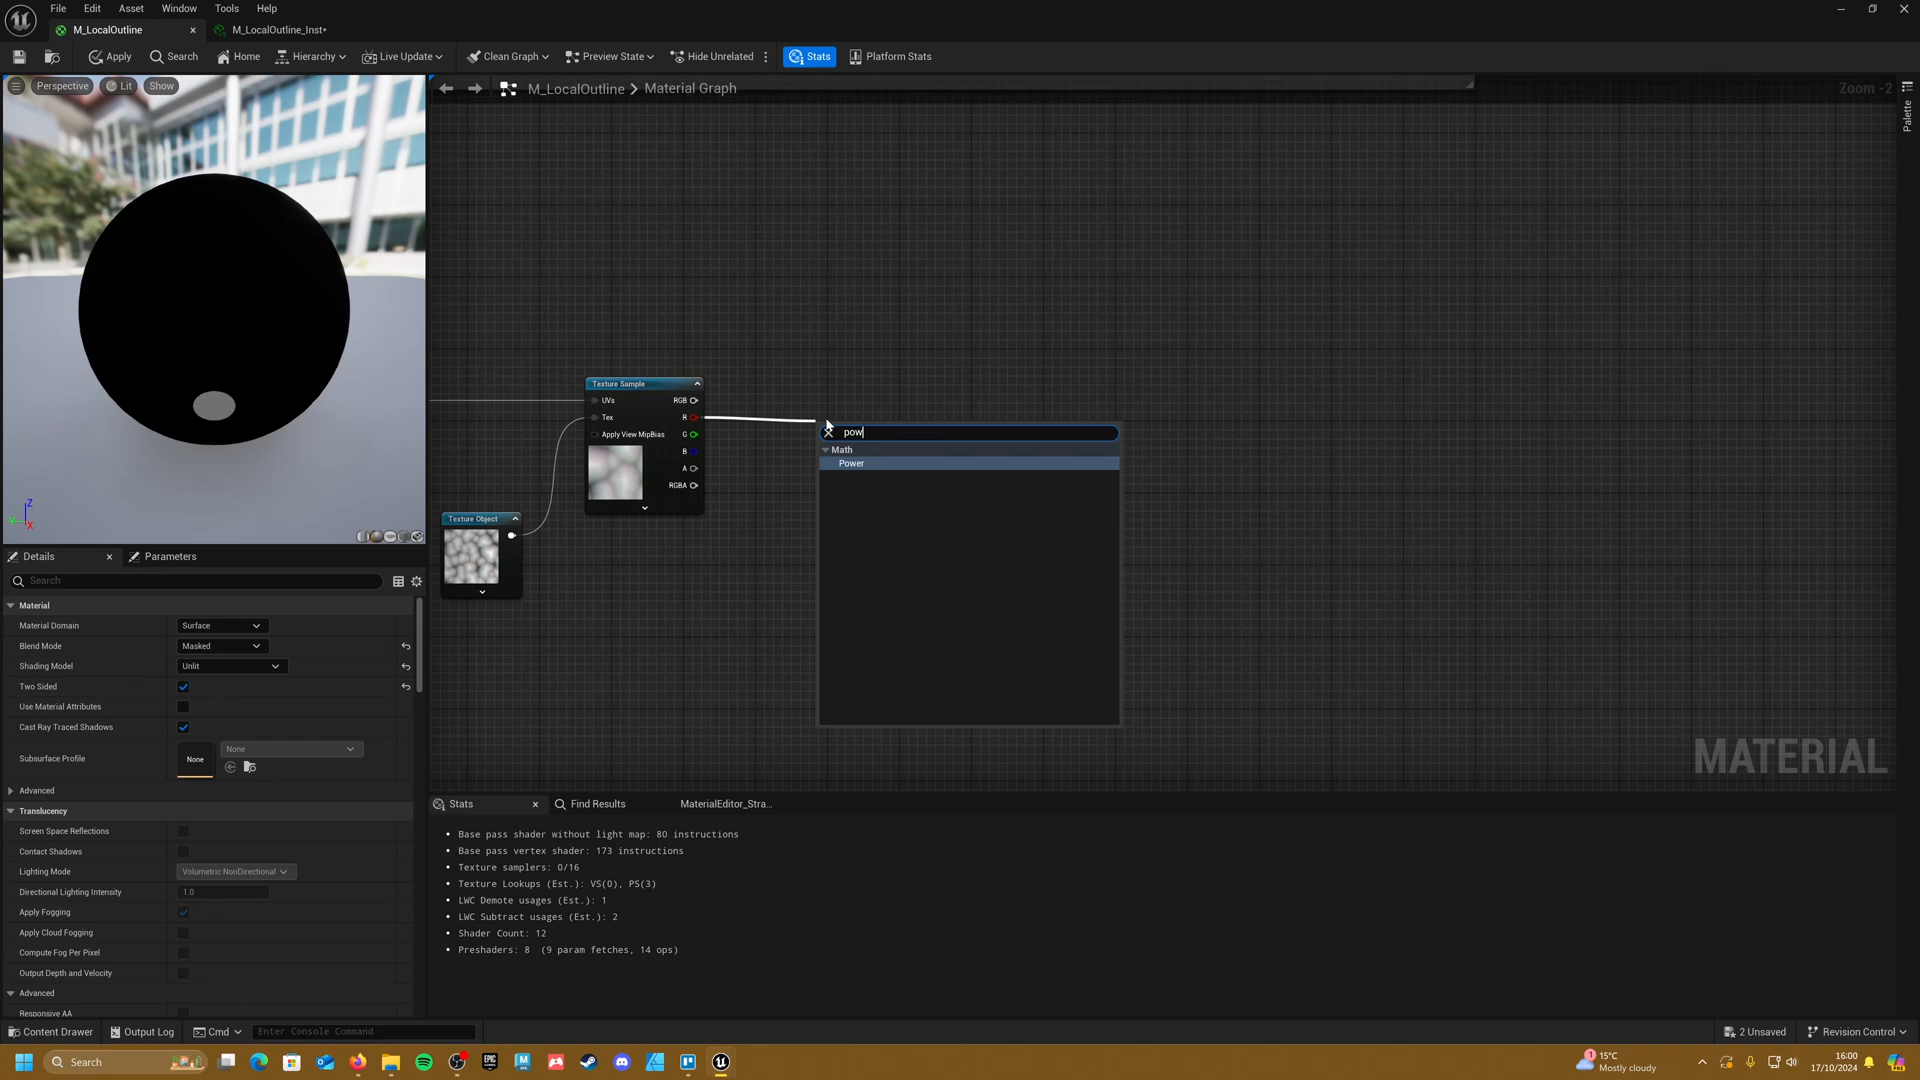 File Edit Asset Window Tools Help
M_LocalOutline M_LocalOutline_Inst*
Apply Search Home Hierarchy Live Update Clean Graph Preview State Hide Unrelated Stats Platform Stats
Perspective Lit Show
M_LocalOutline Material Graph
Zoom -2
Palette
Texture Sample
UVs RGB
Tex R
Apply View MipBias G
B
A
RGBA
Texture Object
pow
Math
Power
MATERIAL
Z
Y
X
Details Parameters
Search
Material
Material Domain Surface
Blend Mode Masked
Shading Model Unlit
Two Sided
Use Material Attributes
Cast Ray Traced Shadows
Subsurface Profile None None
Advanced
Translucency
Screen Space Reflections
Contact Shadows
Lighting Mode Volumetric NonDirectional
Directional Lighting Intensity 1.0
Apply Fogging
Apply Cloud Fogging
Compute Fog Per Pixel
Output Depth and Velocity
Advanced
Responsive AA
Stats Find Results MaterialEditor_Stra...
Base pass shader without light map: 80 instructions
Base pass vertex shader: 173 instructions
Texture samplers: 0/16
Texture Lookups (Est.): VS(0), PS(3)
LWC Demote usages (Est.): 1
LWC Subtract usages (Est.): 2
Shader Count: 12
Preshaders: 8 (9 param fetches, 14 ops)
Content Drawer Output Log Cmd Enter Console Command 2 Unsaved Revision Control
Search
1 15°C
Mostly cloudy
16:00
17/10/2024